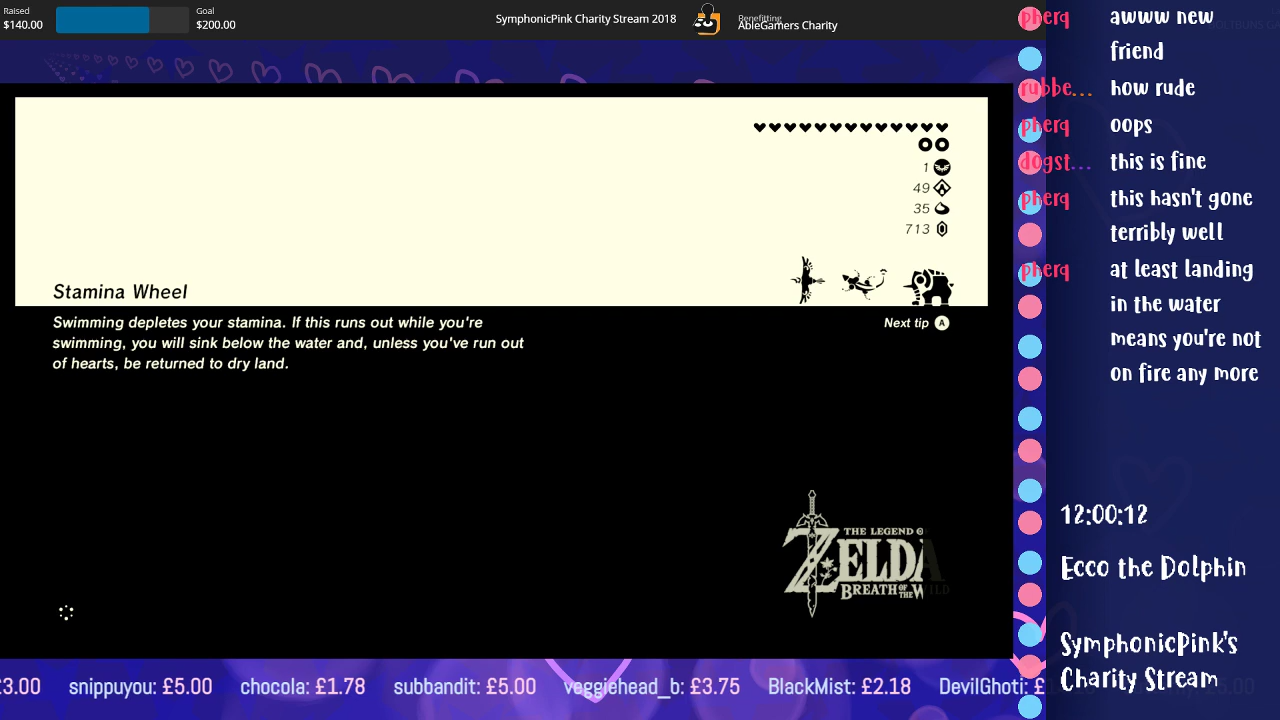 Raised
$140.00
Goal
$200.00
SymphonicPink Charity Stream 2018
Benefitting
AbleGamers Charity
1
49
35
713
Stamina Wheel
Swimming depletes your stamina. If this runs out while you're
swimming, you will sink below the water and, unless you've run out
of hearts, be returned to dry land.
Next tip A
THE LEGEND OF
ZELDA
BREATH OF THE WILD
pherq awww new
friend
rubbe... how rude
pherq oops
dogst... this is fine
pherq this hasn't gone
terribly well
pherq at least landing
in the water
means you're not
on fire any more
12:00:12
Ecco the Dolphin
SymphonicPink's
Charity Stream
£3.00 snippuyou: £5.00 chocola: £1.78 subbandit: £5.00 veggiehead_b: £3.75 BlackMist: £2.18 DevilGhoti: